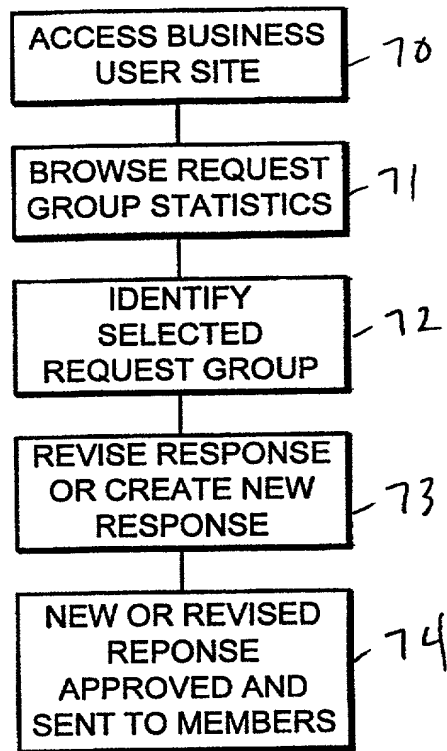 ACCESS BUSINESS
USER SITE
70
BROWSE REQUEST
GROUP STATISTICS
71
IDENTIFY
SELECTED
REQUEST GROUP
72
REVISE RESPONSE
OR CREATE NEW
RESPONSE
73
NEW OR REVISED
REPONSE
APPROVED AND
SENT TO MEMBERS
74